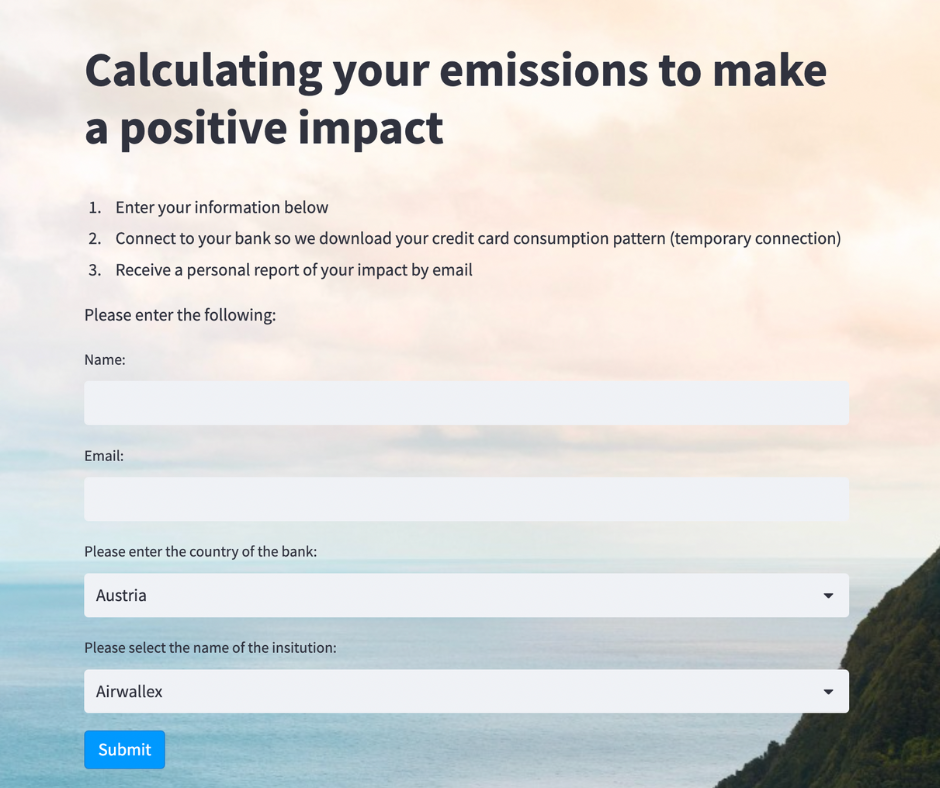 Calculating your emissions to make
a positive impact
1. Enter your information below
2. Connect to your bank so we download your credit card consumption pattern (temporary connection)
3. Receive a personal report of your impact by email
Please enter the following:
Name:
Email:
Please enter the country of the bank:
Austria
Please select the name of the insitution:
Airwallex
Submit